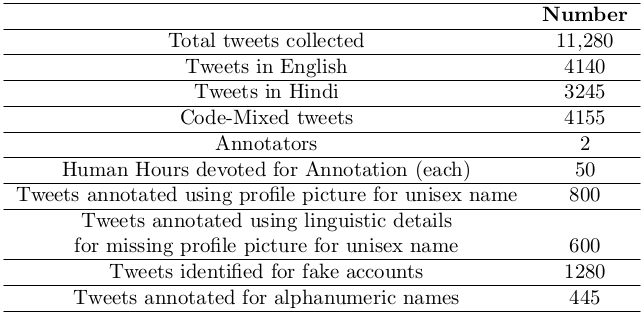 Number
Total tweets collected 11,280
Tweets in English 4140
Tweets in Hindi 3245
Code-Mixed tweets 4155
Annotators 2
Human Hours devoted for Annotation (each) 50
Tweets annotated using profile picture for unisex name 800
Tweets annotated using linguistic details
for missing profile picture for unisex name 600
Tweets identified for fake accounts 1280
Tweets annotated for alphanumeric names 445